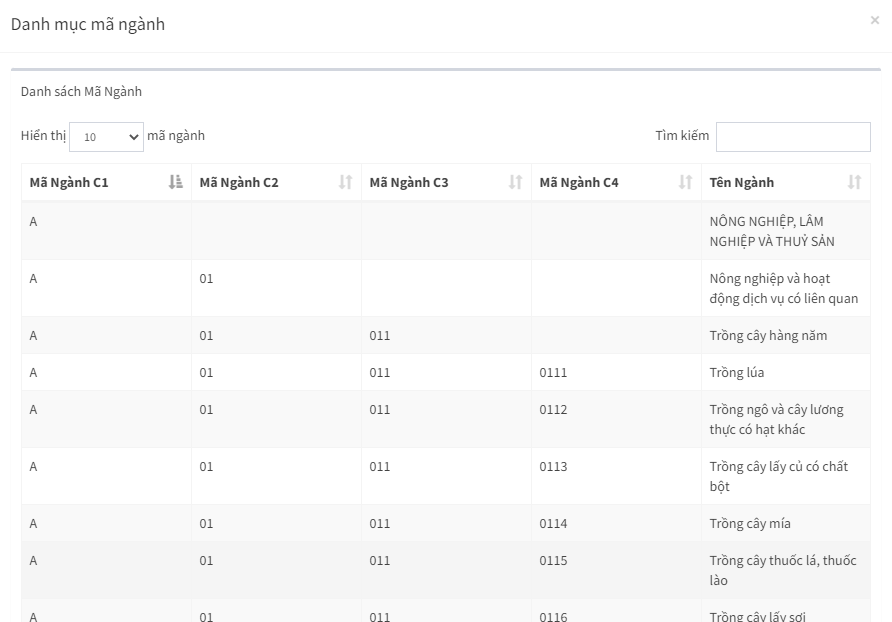 Danh mục mã ngành ×
Danh sách Mã Ngành
Hiển thị 10 mã ngành Tìm kiếm
Mã Ngành C1 Mã Ngành C2 Mã Ngành C3 Mã Ngành C4 Tên Ngành
A NÔNG NGHIỆP, LÂM
NGHIỆP VÀ THUỶ SẢN
A 01 Nông nghiệp và hoạt
động dịch vụ có liên quan
A 01 011 Trồng cây hàng năm
A 01 011 0111 Trồng lúa
A 01 011 0112 Trồng ngô và cây lương
thực có hạt khác
A 01 011 0113 Trồng cây lấy củ có chất
bột
A 01 011 0114 Trồng cây mía
A 01 011 0115 Trồng cây thuốc lá, thuốc
lào
A 01 011 0116 Trồng cây lấy sợi